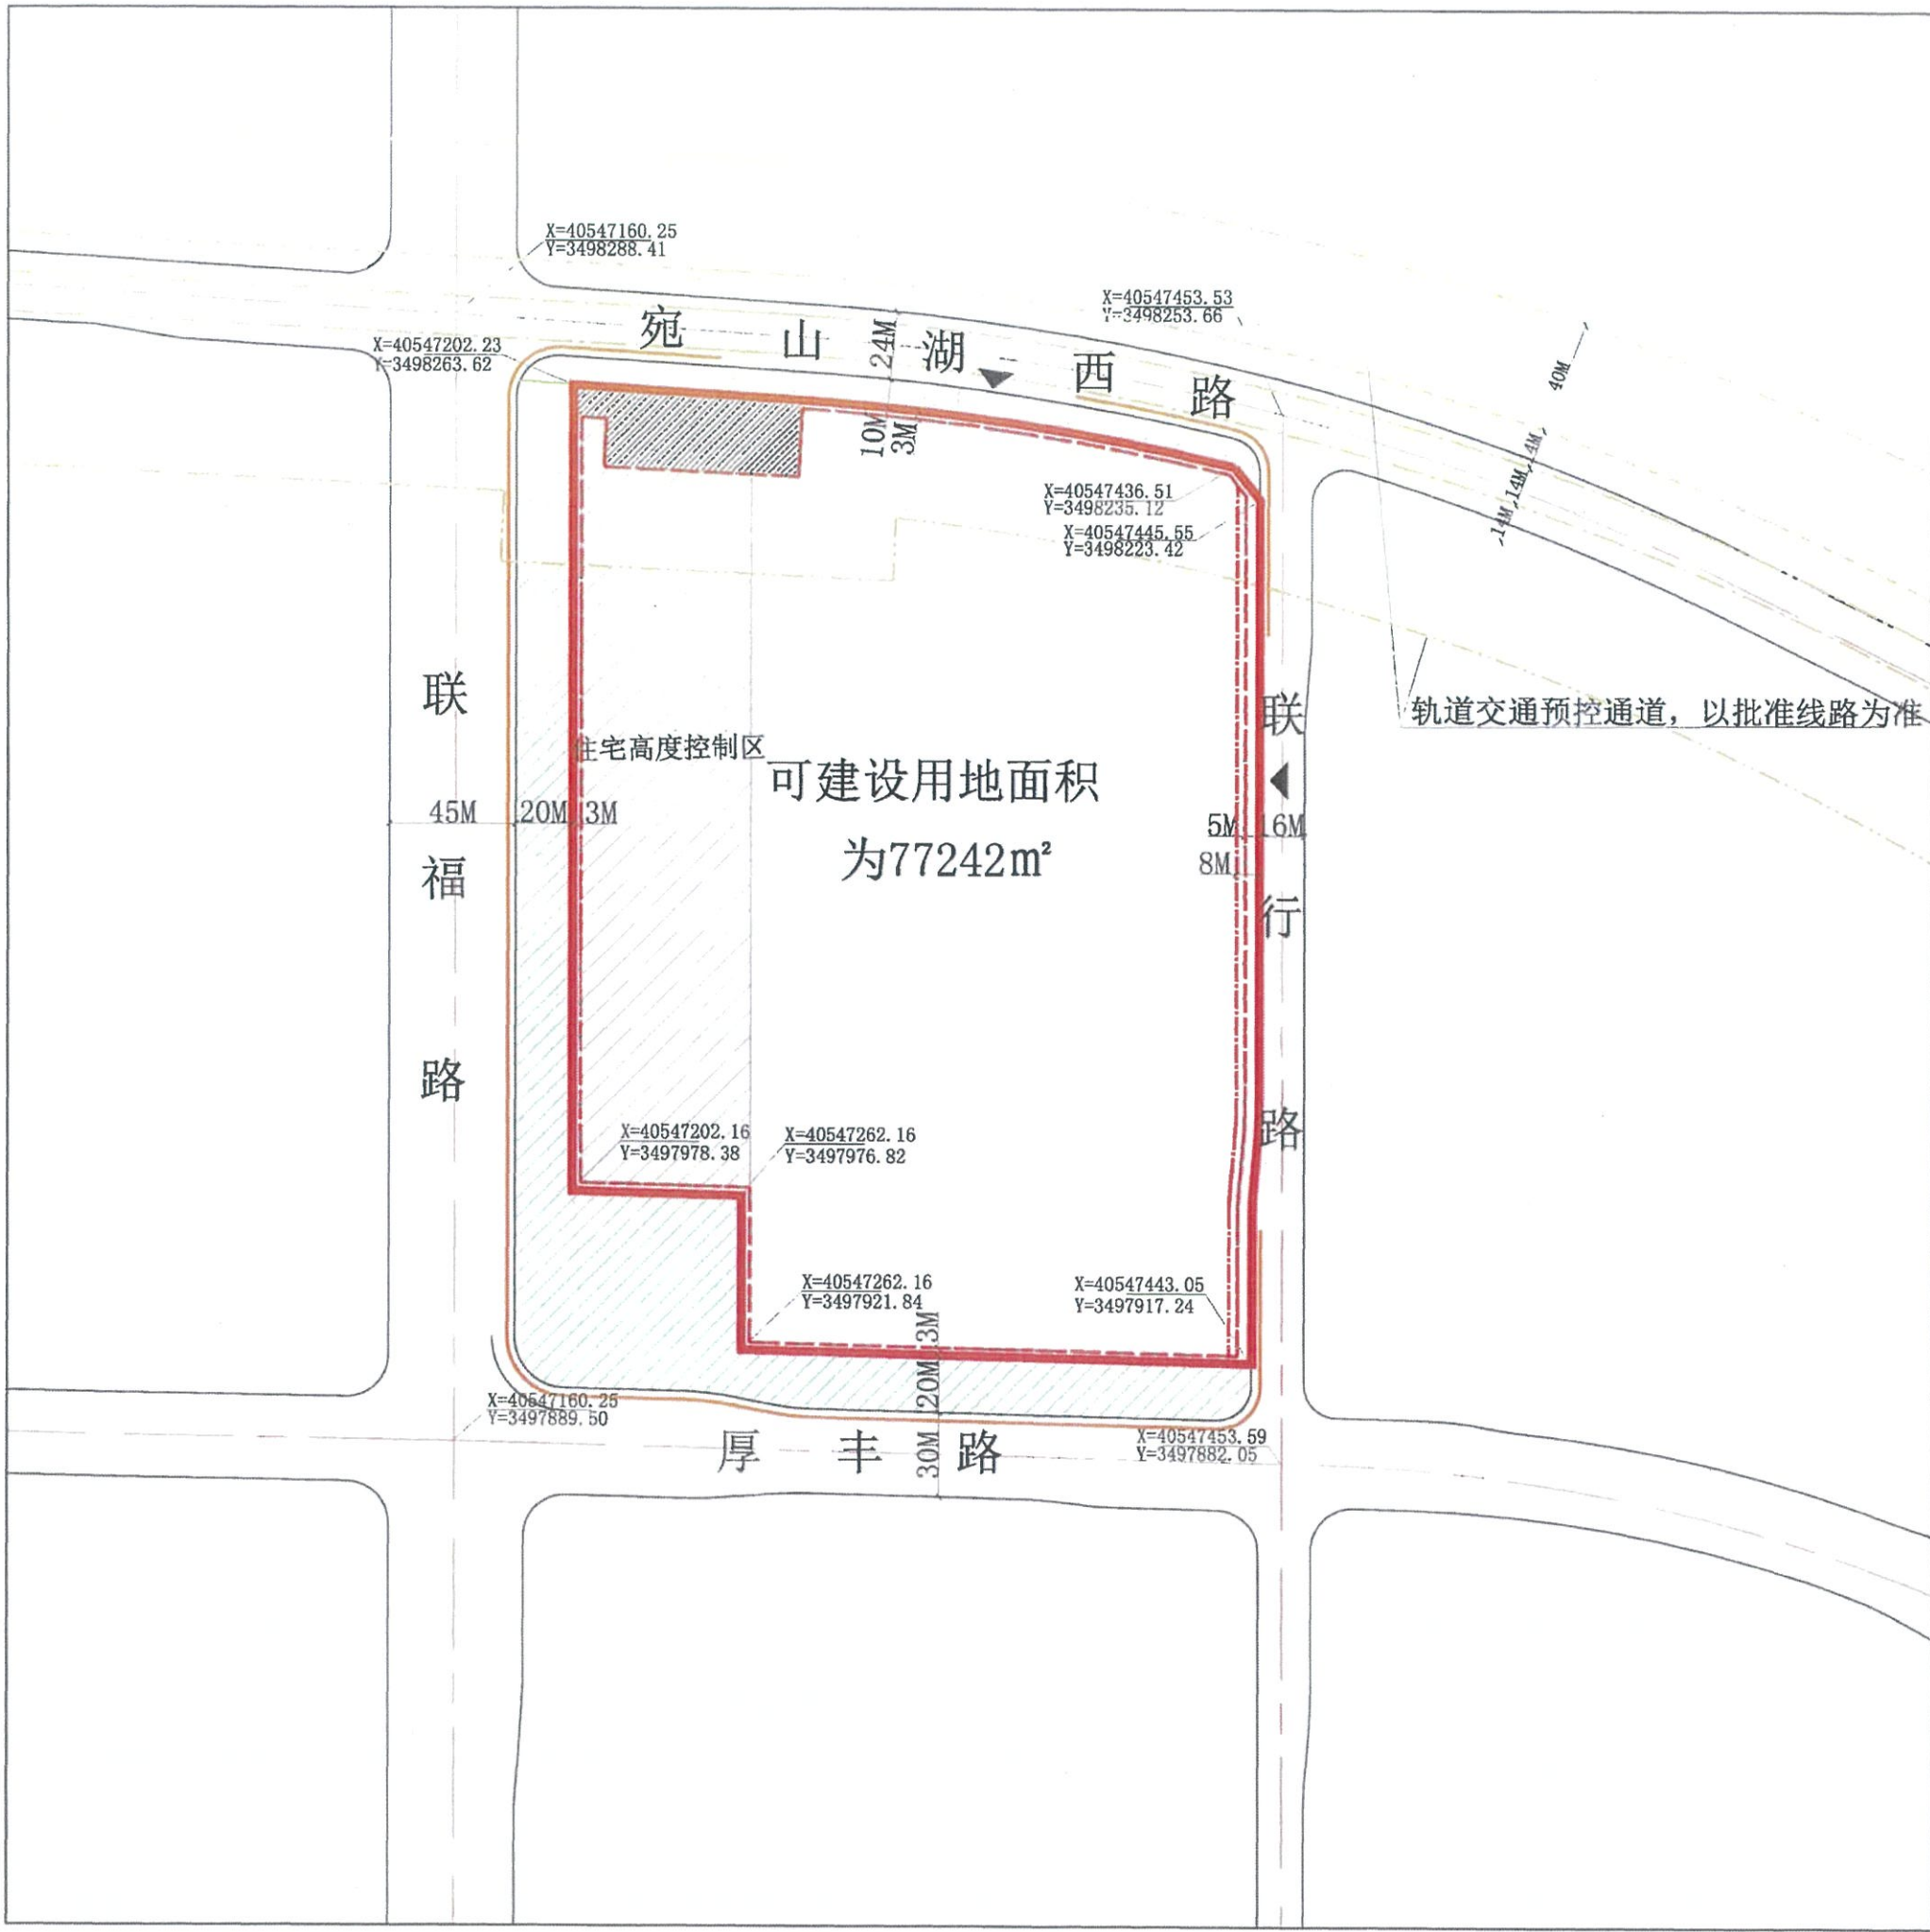 X=40547160.25
Y=3498288.41
X=40547453.53
Y=3498253.66
宛山湖西路
24M
X=40547202.23
Y=3498263.62
40M
10M
3M
14M
14M
14M
X=40547436.51
Y=3498235.12
X=40547445.55
Y=3498223.42
联福路
联行路
轨道交通预控通道，以批准线路为准
住宅高度控制区
可建设用地面积
为77242㎡
45M
20M
3M
5M
16M
8M
X=40547202.16
Y=3497978.38
X=40547262.16
Y=3497976.82
X=40547262.16
Y=3497921.84
X=40547443.05
Y=3497917.24
3M
20M
30M
X=40547160.25
Y=3497889.50
厚丰路
X=40547453.59
Y=3497882.05